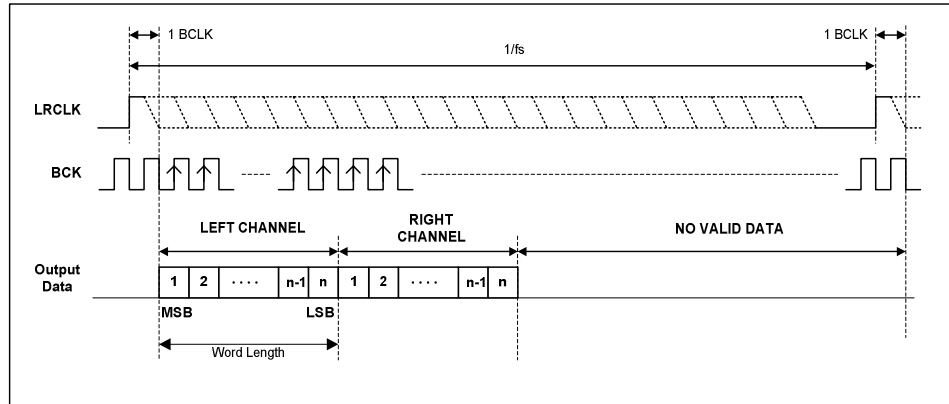 1 BCLK
1 BCLK
1/fs
LRCLK
BCK
LEFT CHANNEL
RIGHT
CHANNEL
NO VALID DATA
Output
Data
1 2 .... n-1 n 1 2 .... n-1 n
MSB LSB
Word Length